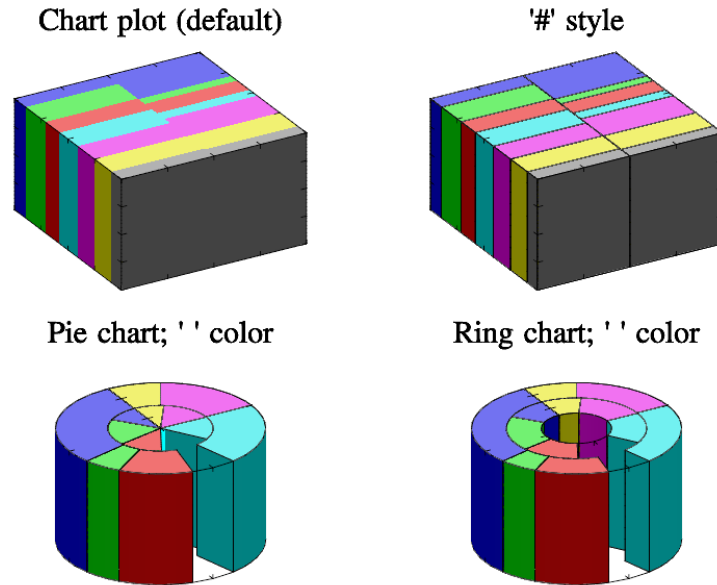 Chart plot (default)
'#' style
Pie chart; ' ' color
Ring chart; ' ' color